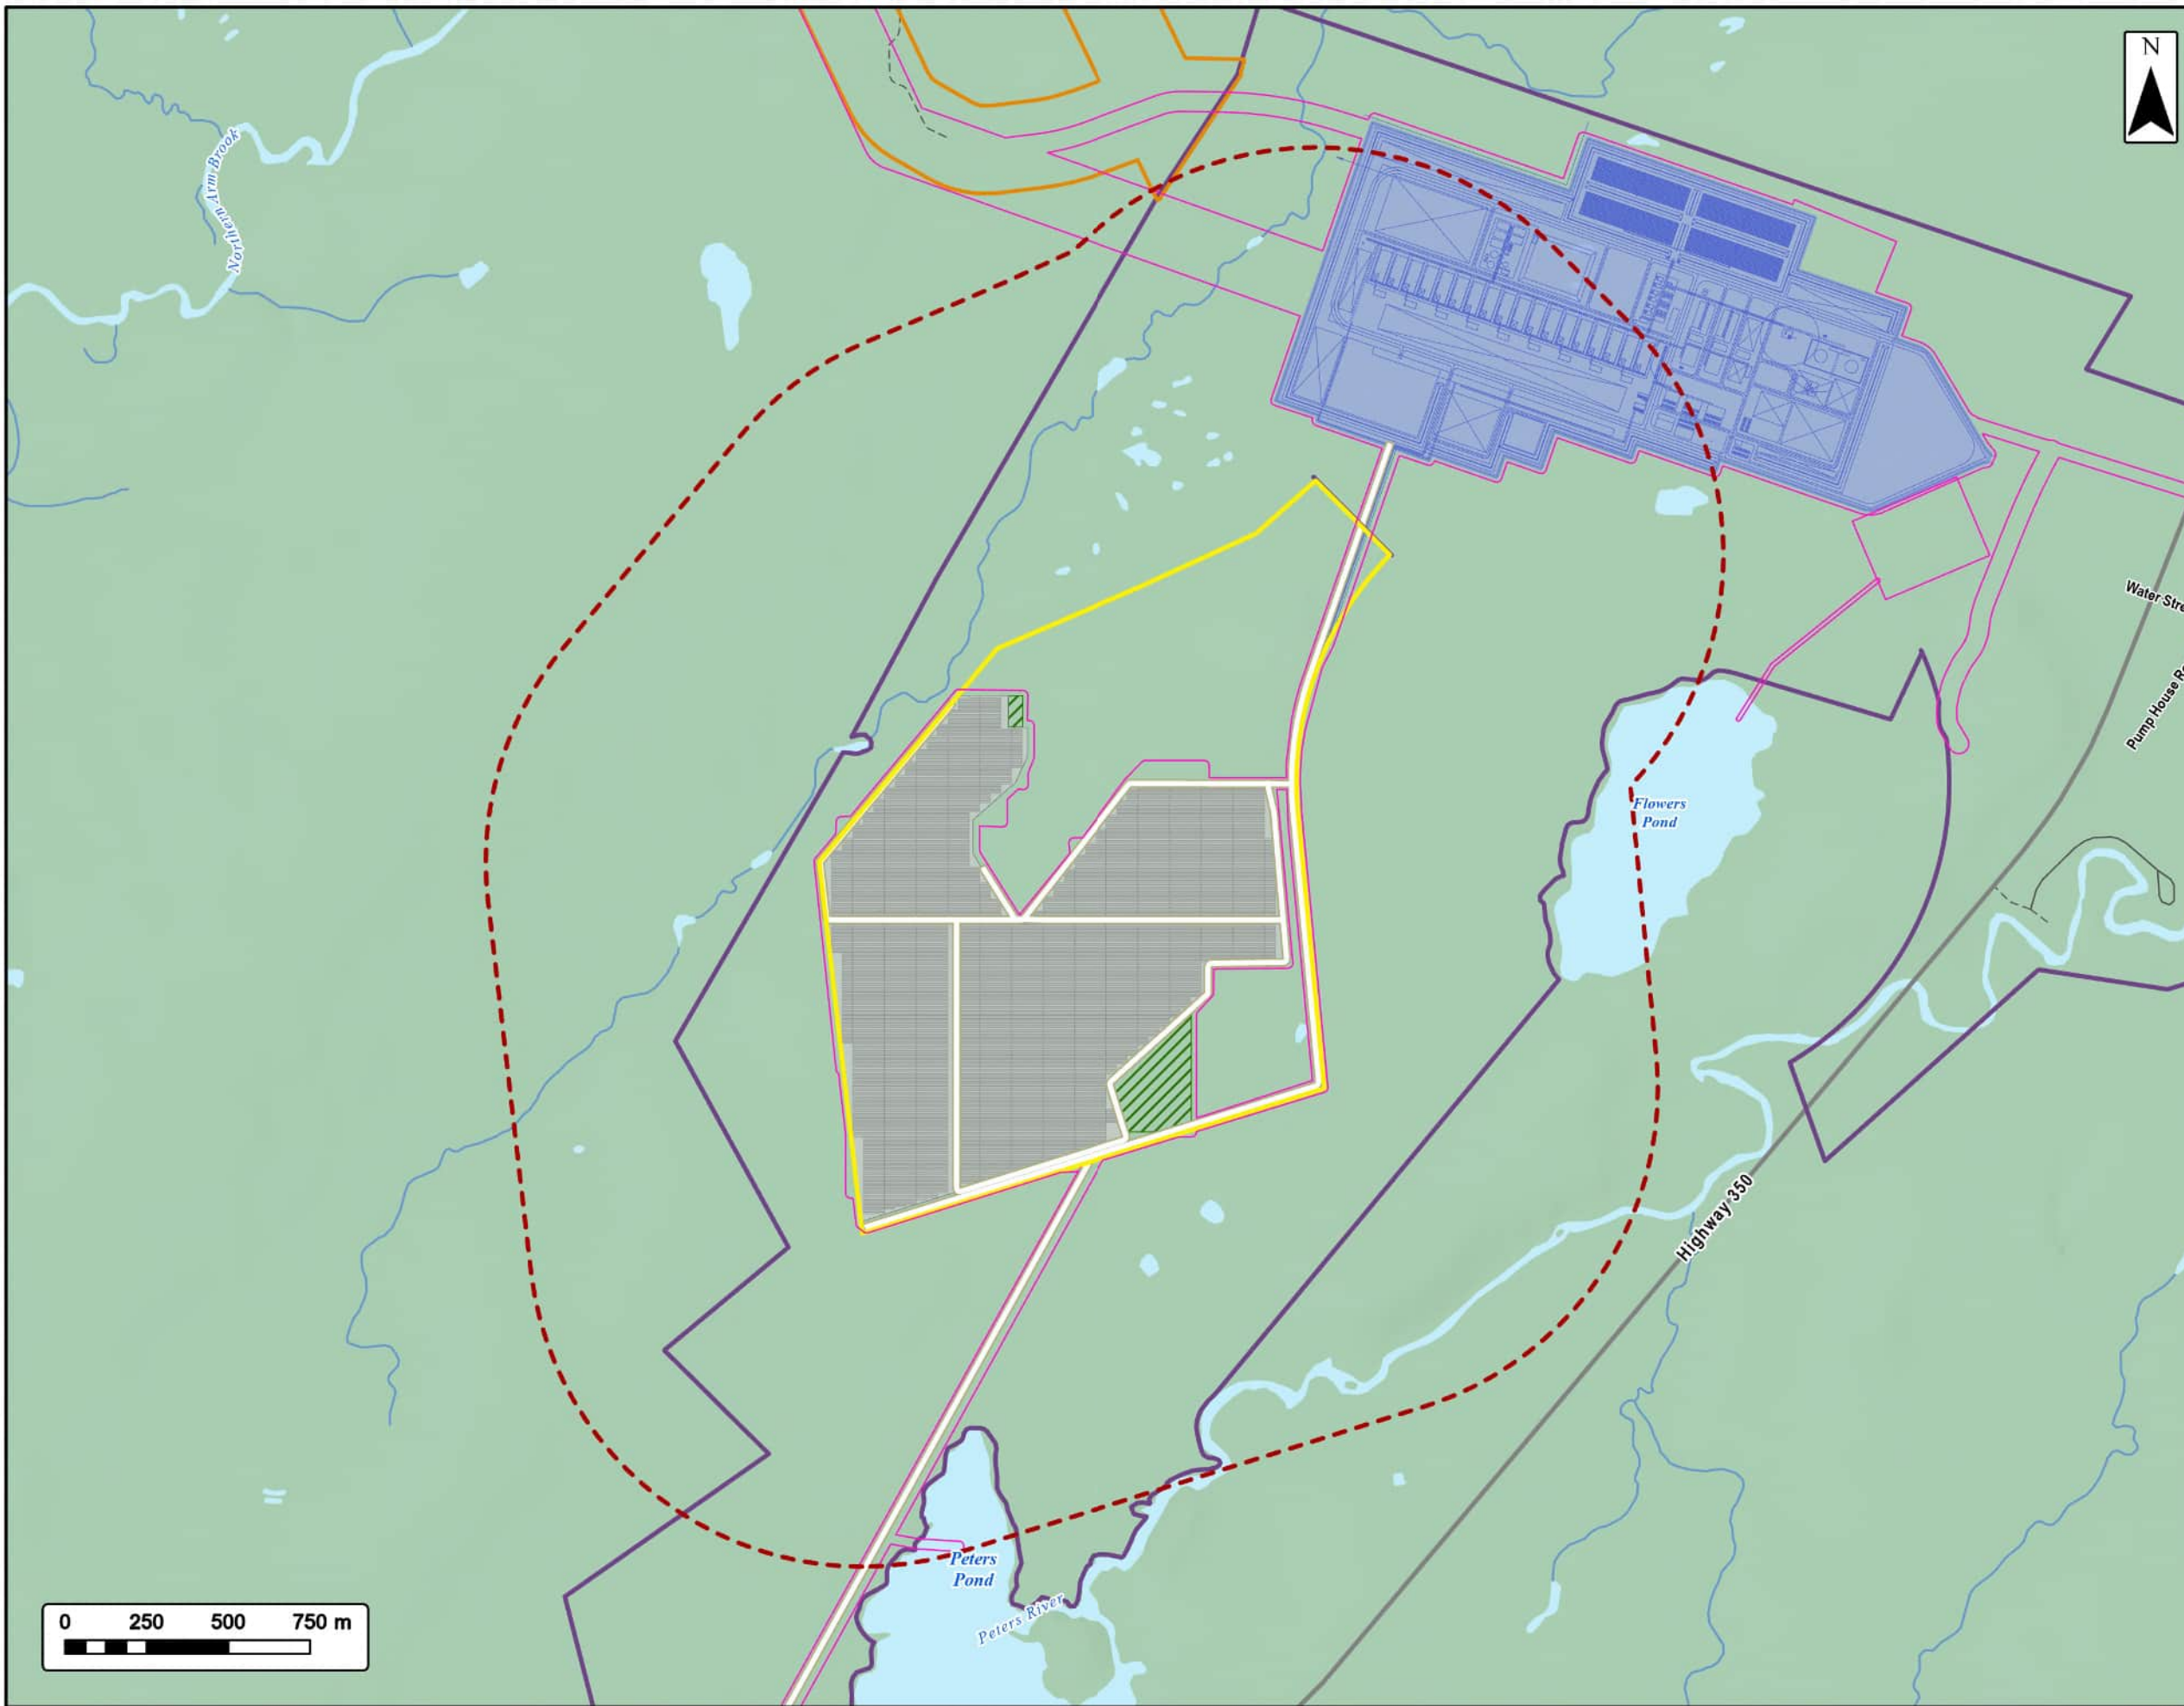 N
Northern Arm Brook
Water Stre
Pump House R
Flowers
Pond
Highway 350
Peters
Pond
Peters River
0 250 500 750 m